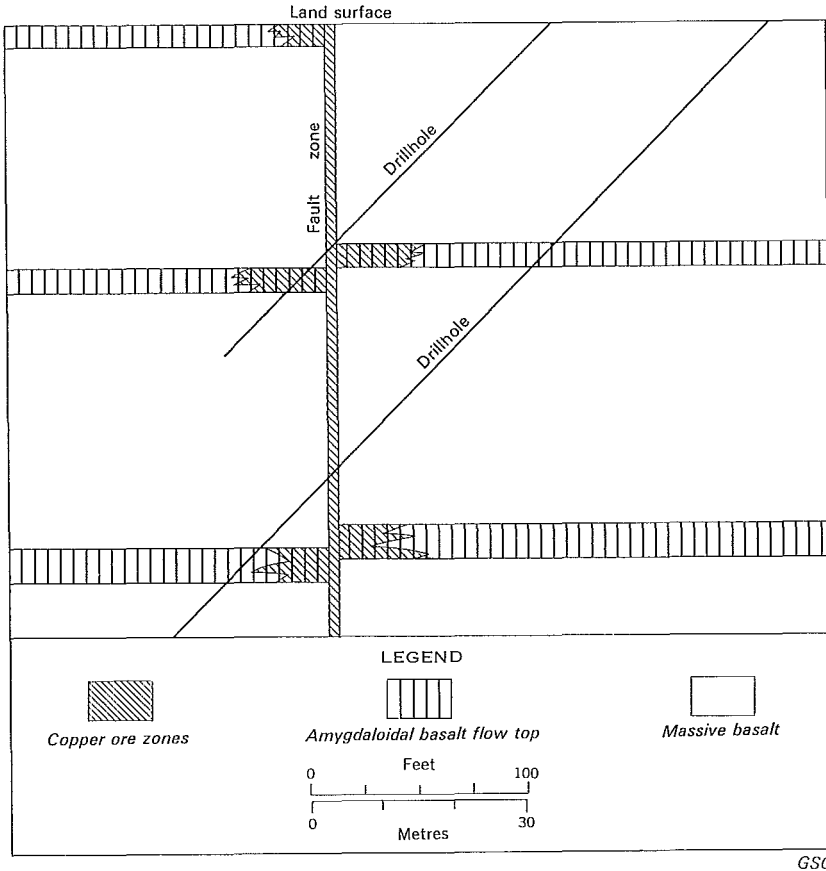 Land surface
Fault zone
Drillhole
Drillhole
LEGEND
Copper ore zones
Amygdaloidal basalt flow top
Massive basalt
Feet
0 100
0 30
Metres
GSC